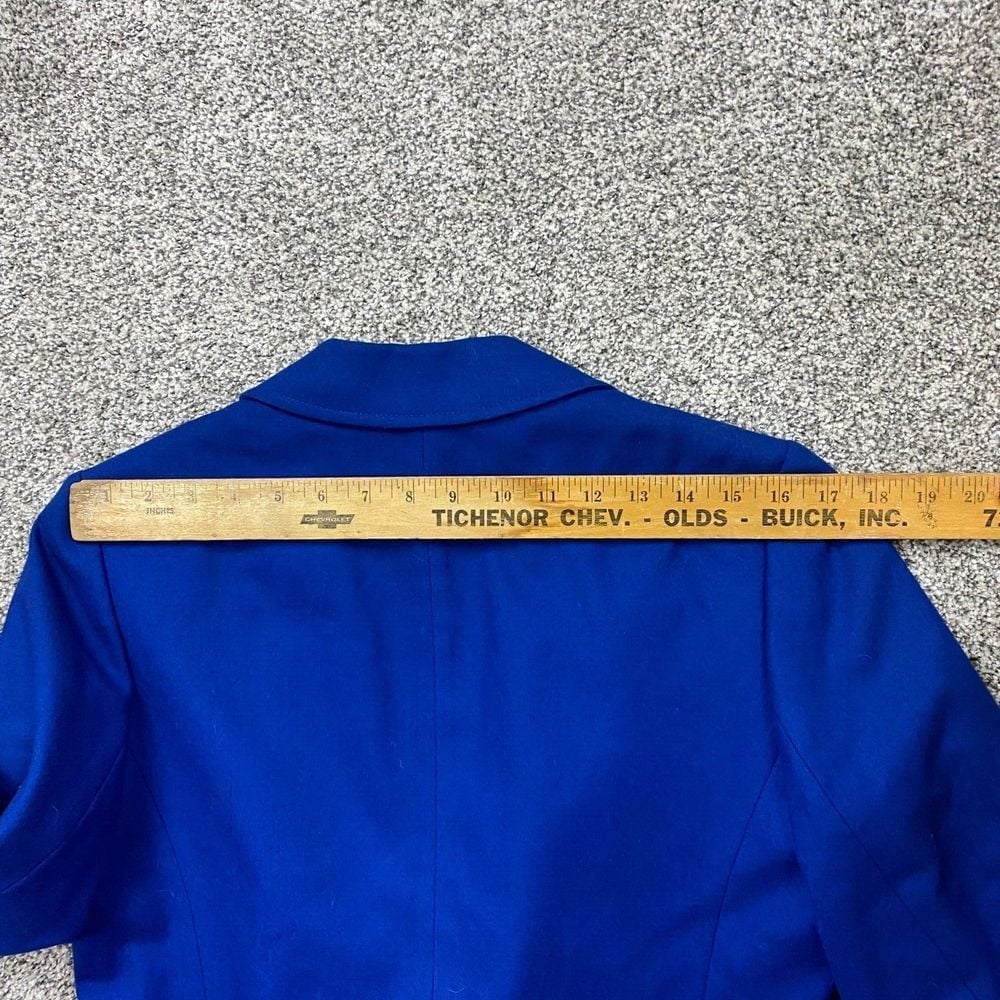 1 2 3 4 5 6 7 8 9 10 11 12 13 14 15 16 17 18 19 20
INCHES
CHEVROLET
TICHENOR CHEV. - OLDS - BUICK, INC.
7